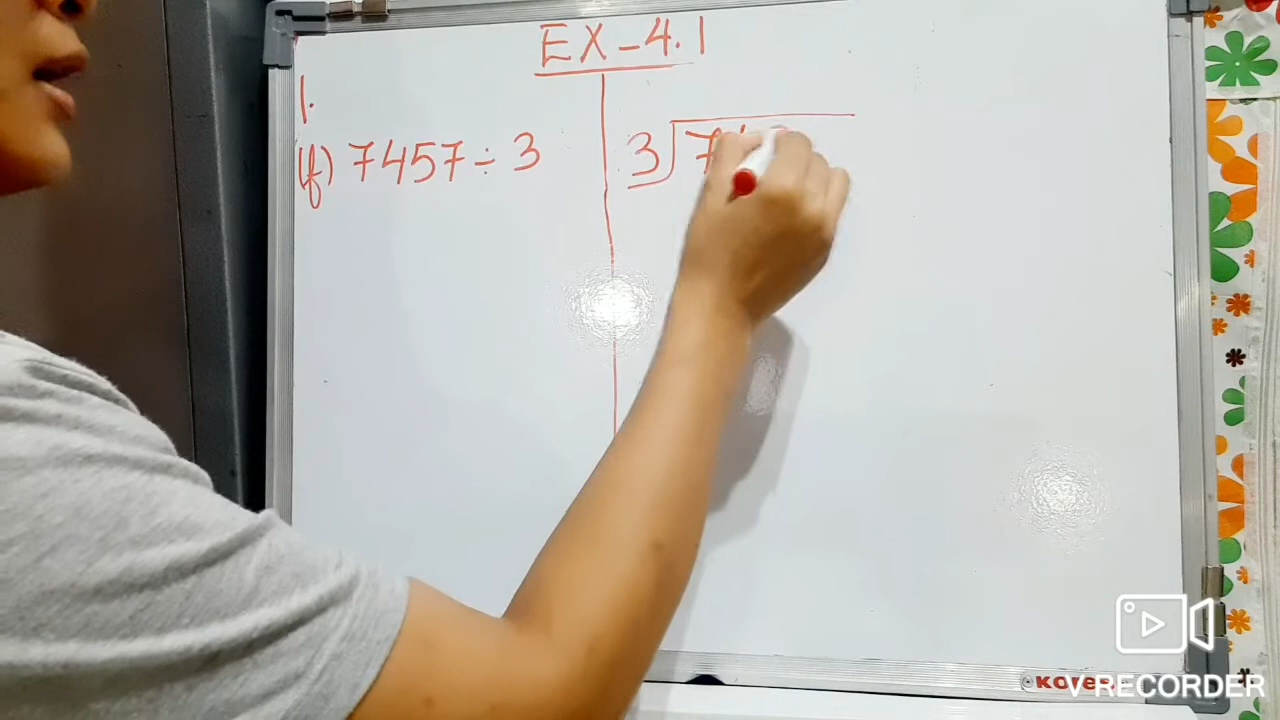 EX-4.1
1.
(f) 7457 ÷ 3
3
VRECORDER